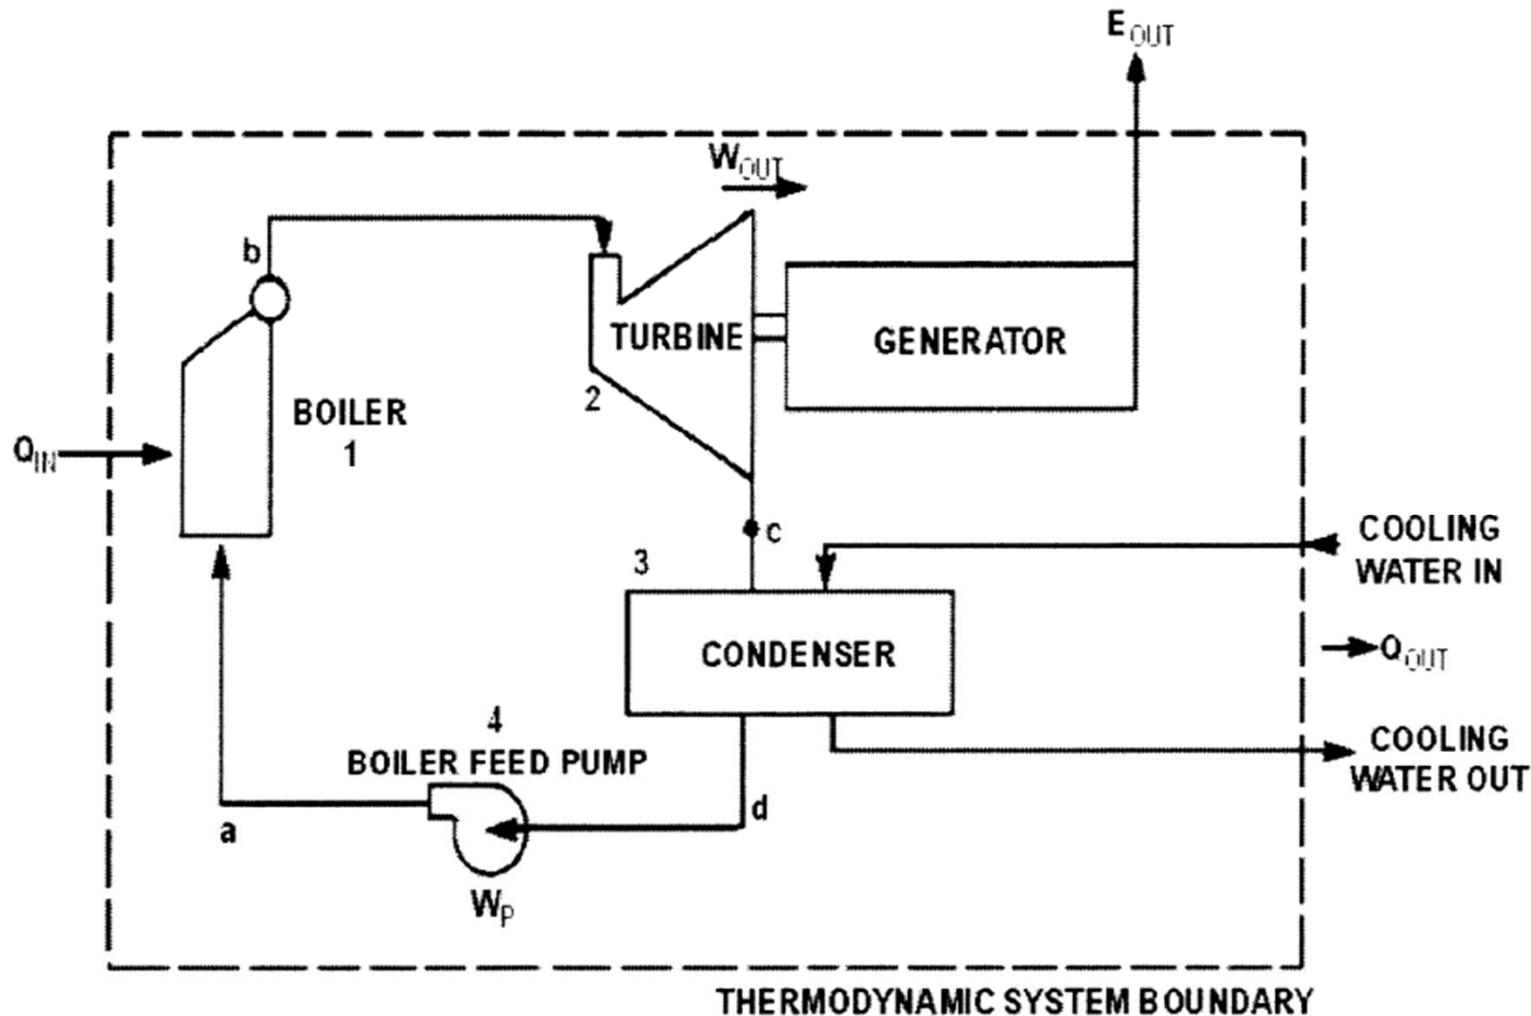 E OUT
W OUT
b
TURBINE
GENERATOR
2
BOILER
1
Q IN
c
3
COOLING
WATER IN
CONDENSER
Q OUT
4
BOILER FEED PUMP
COOLING
WATER OUT
a
d
W P
THERMODYNAMIC SYSTEM BOUNDARY